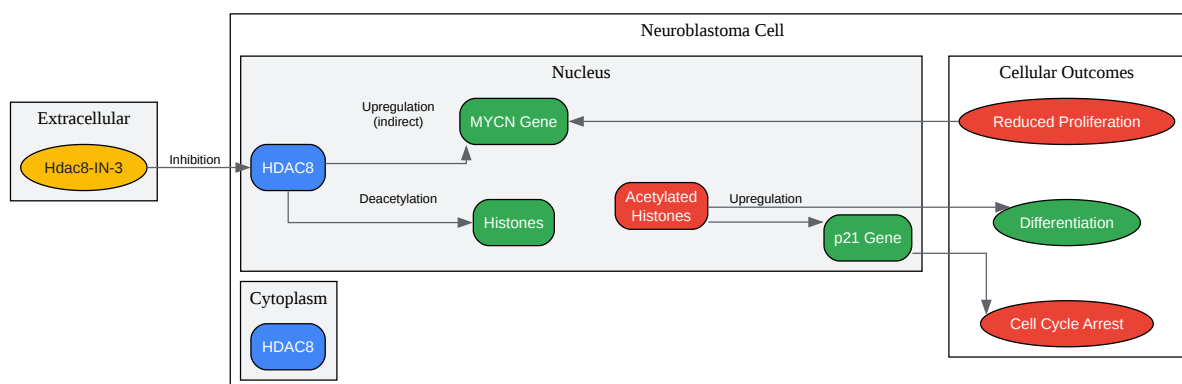 Neuroblastoma Cell
Nucleus
Cellular Outcomes
Extracellular
Hdac8-IN-3
Inhibition
HDAC8
Upregulation
(indirect)
MYCN Gene
Reduced Proliferation
Deacetylation
Histones
Acetylated
Histones
Upregulation
p21 Gene
Differentiation
Cell Cycle Arrest
Cytoplasm
HDAC8